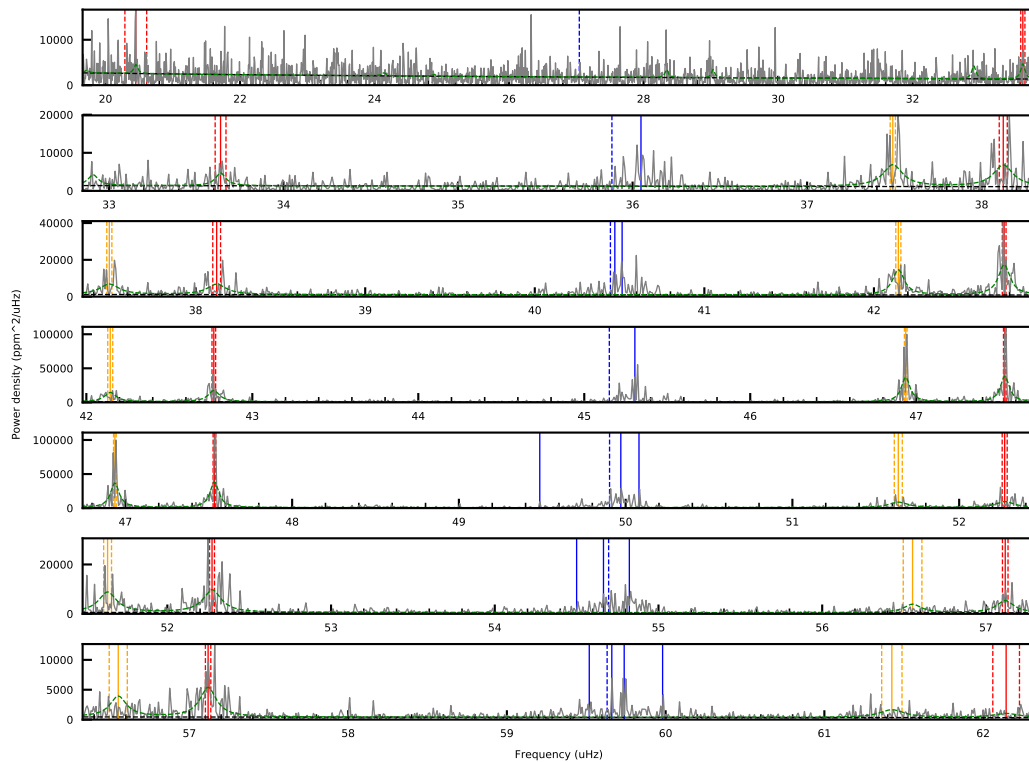 10000
0
20 22 24 26 28 30 32
20000
10000
0
33 34 35 36 37 38
40000
20000
0
38 39 40 41 42
100000
50000
0
42 43 44 45 46 47
100000
50000
0
47 48 49 50 51 52
20000
0
52 53 54 55 56 57
10000
5000
0
57 58 59 60 61 62
Power density (ppm^2/uHz)
Frequency (uHz)